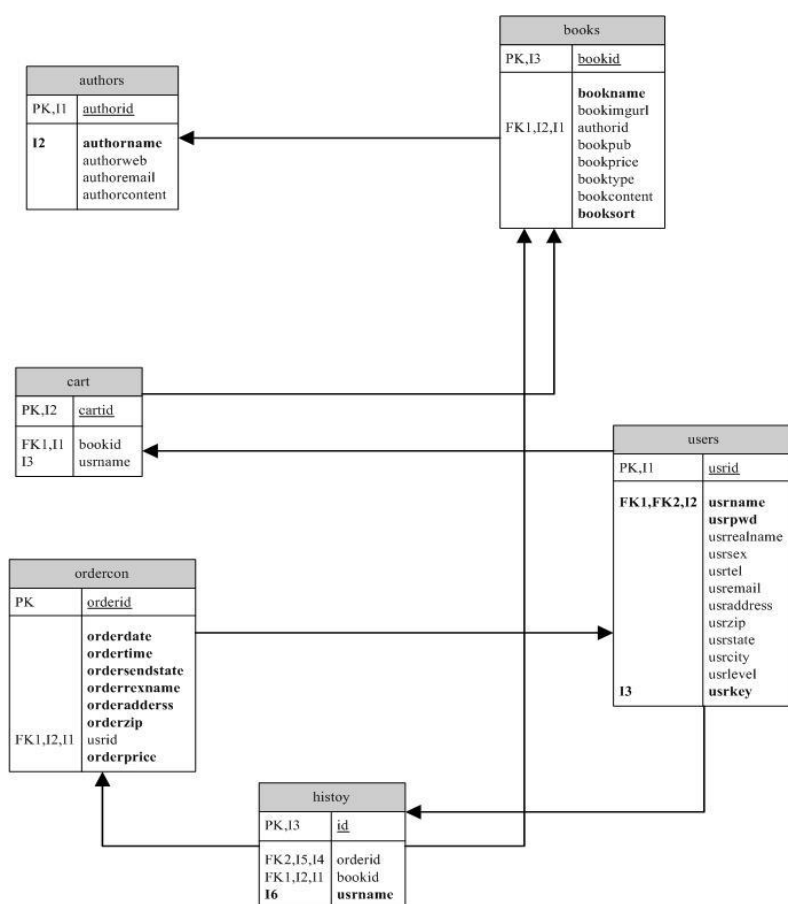 books
PK,I3 bookid
bookname
bookimgurl
FK1,I2,I1 authorid
bookpub
bookprice
booktype
bookcontent
booksort
authors
PK,I1 authorid
I2 authorname
authorweb
authoremail
authorcontent
cart
PK,I2 cartid
FK1,I1 bookid
I3 usrname
users
PK,I1 usrid
FK1,FK2,I2 usrname
usrpwd
usrrealname
usrsex
usrtel
usremail
usraddress
usrzip
usrstate
usrcity
usrlevel
I3 usrkey
ordercon
PK orderid
orderdate
ordertime
ordersendstate
orderrexname
orderadderss
orderzip
FK1,I2,I1 usrid
orderprice
histoy
PK,I3 id
FK2,I5,I4 orderid
FK1,I2,I1 bookid
I6 usrname